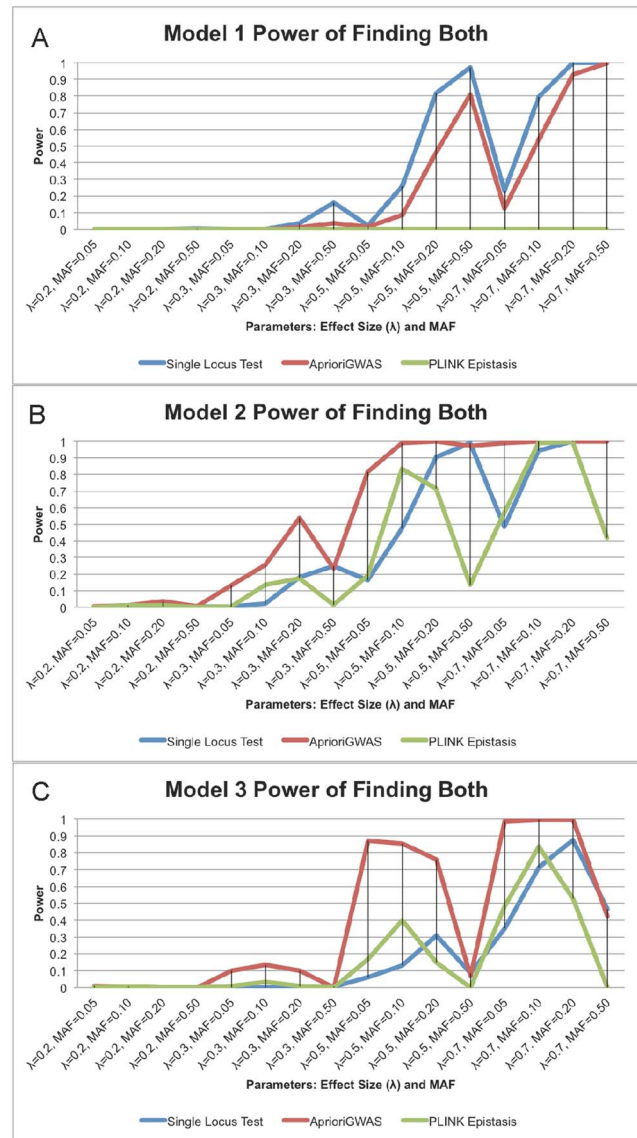 A
Model 1 Power of Finding Both
1
0.9
0.8
0.7
0.6
0.5
0.4
0.3
0.2
0.1
0
Power
λ=0.2, MAF=0.05
λ=0.2, MAF=0.10
λ=0.2, MAF=0.20
λ=0.2, MAF=0.50
λ=0.3, MAF=0.05
λ=0.3, MAF=0.10
λ=0.3, MAF=0.20
λ=0.3, MAF=0.50
λ=0.5, MAF=0.05
λ=0.5, MAF=0.10
λ=0.5, MAF=0.20
λ=0.5, MAF=0.50
λ=0.7, MAF=0.05
λ=0.7, MAF=0.10
λ=0.7, MAF=0.20
λ=0.7, MAF=0.50
Parameters: Effect Size (λ) and MAF
Single Locus Test AprioriGWAS PLINK Epistasis
B
Model 2 Power of Finding Both
1
0.9
0.8
0.7
0.6
0.5
0.4
0.3
0.2
0.1
0
Power
λ=0.2, MAF=0.05
λ=0.2, MAF=0.10
λ=0.2, MAF=0.20
λ=0.2, MAF=0.50
λ=0.3, MAF=0.05
λ=0.3, MAF=0.10
λ=0.3, MAF=0.20
λ=0.3, MAF=0.50
λ=0.5, MAF=0.05
λ=0.5, MAF=0.10
λ=0.5, MAF=0.20
λ=0.5, MAF=0.50
λ=0.7, MAF=0.05
λ=0.7, MAF=0.10
λ=0.7, MAF=0.20
λ=0.7, MAF=0.50
Parameters: Effect Size (λ) and MAF
Single Locus Test AprioriGWAS PLINK Epistasis
C
Model 3 Power of Finding Both
1
0.9
0.8
0.7
0.6
0.5
0.4
0.3
0.2
0.1
0
Power
λ=0.2, MAF=0.05
λ=0.2, MAF=0.10
λ=0.2, MAF=0.20
λ=0.2, MAF=0.50
λ=0.3, MAF=0.05
λ=0.3, MAF=0.10
λ=0.3, MAF=0.20
λ=0.3, MAF=0.50
λ=0.5, MAF=0.05
λ=0.5, MAF=0.10
λ=0.5, MAF=0.20
λ=0.5, MAF=0.50
λ=0.7, MAF=0.05
λ=0.7, MAF=0.10
λ=0.7, MAF=0.20
λ=0.7, MAF=0.50
Parameters: Effect Size (λ) and MAF
Single Locus Test AprioriGWAS PLINK Epistasis